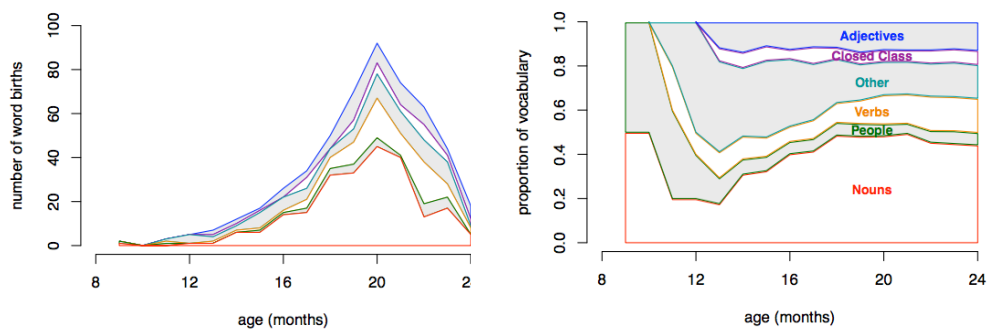 number of word births
100
80
60
40
20
0
8
12
16
20
2
age (months)
proportion of vocabulary
1.0
0.8
0.6
0.4
0.2
0.0
Adjectives
Closed Class
Other
Verbs
People
Nouns
8
12
16
20
24
age (months)